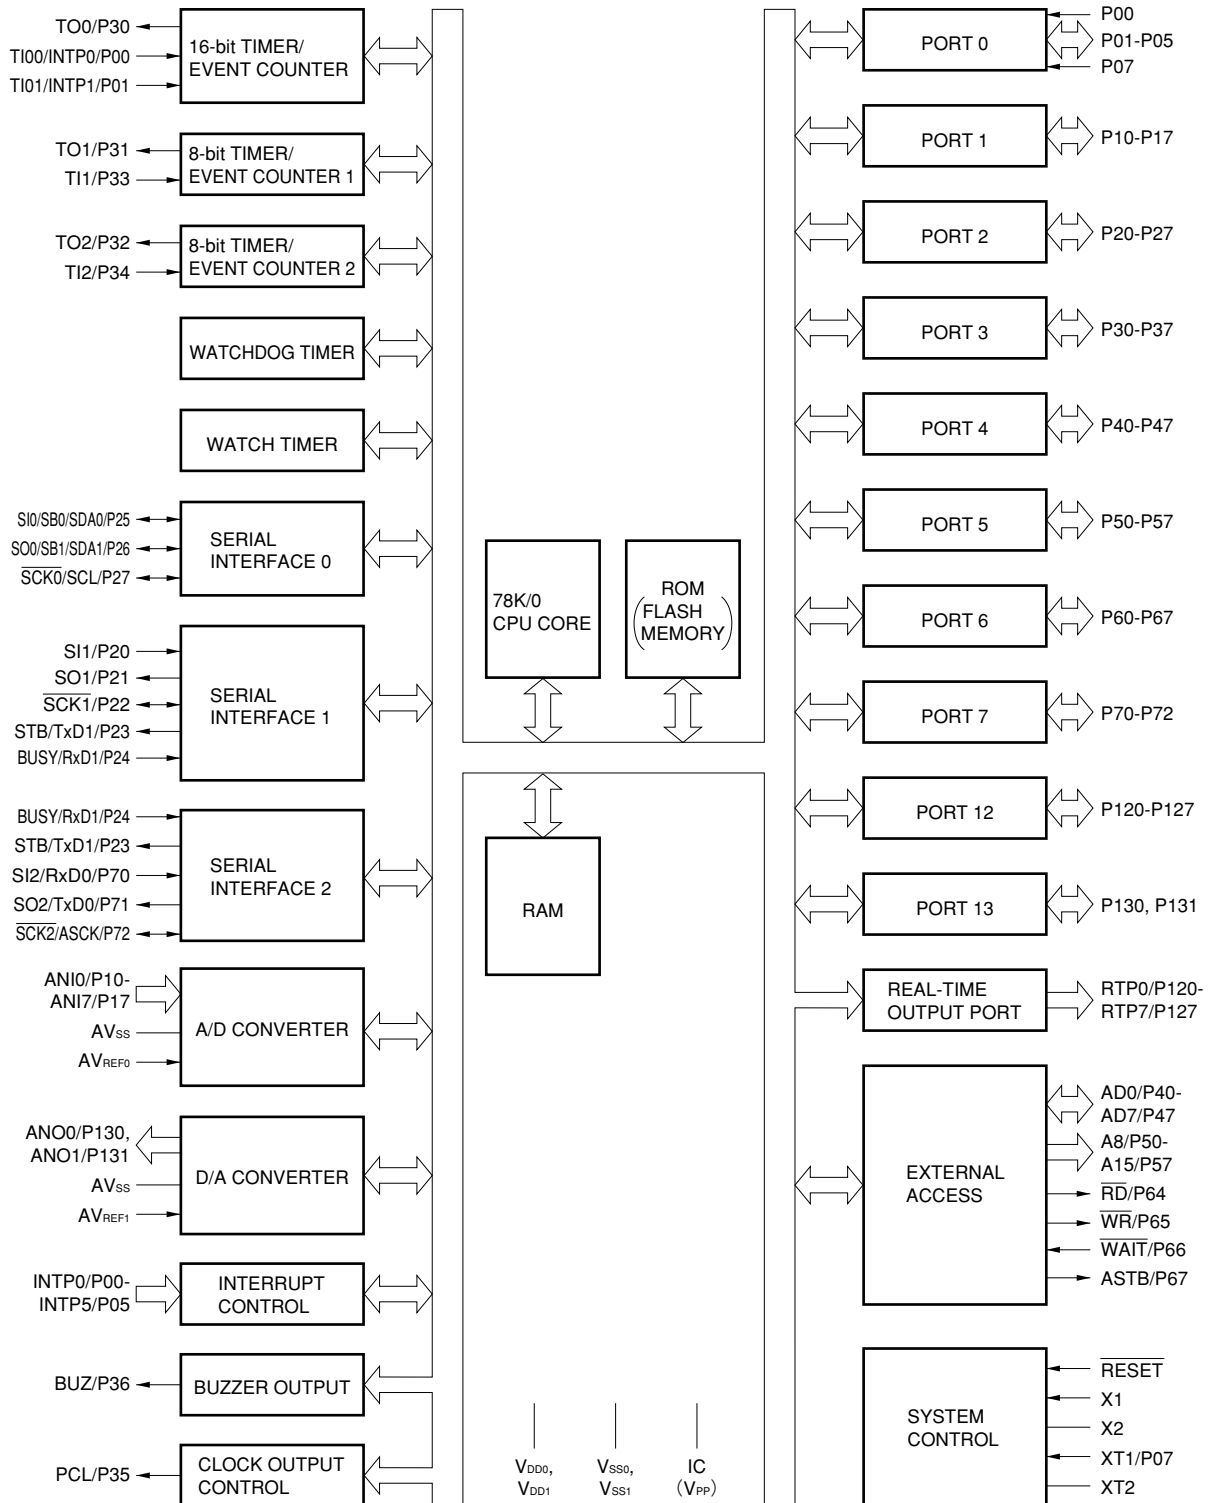 TO0/P30
TI00/INTP0/P00
TI01/INTP1/P01
16-bit TIMER/
EVENT COUNTER
TO1/P31
TI1/P33
8-bit TIMER/
EVENT COUNTER 1
TO2/P32
TI2/P34
8-bit TIMER/
EVENT COUNTER 2
WATCHDOG TIMER
WATCH TIMER
SI0/SB0/SDA0/P25
SO0/SB1/SDA1/P26
SCK0/SCL/P27
SERIAL
INTERFACE 0
SI1/P20
SO1/P21
SCK1/P22
STB/TxD1/P23
BUSY/RxD1/P24
SERIAL
INTERFACE 1
BUSY/RxD1/P24
STB/TxD1/P23
SI2/RxD0/P70
SO2/TxD0/P71
SCK2/ASCK/P72
SERIAL
INTERFACE 2
ANI0/P10-
ANI7/P17
AVSS
AVREF0
A/D CONVERTER
ANO0/P130,
ANO1/P131
AVSS
AVREF1
D/A CONVERTER
INTP0/P00-
INTP5/P05
INTERRUPT
CONTROL
BUZ/P36
BUZZER OUTPUT
PCL/P35
CLOCK OUTPUT
CONTROL
78K/0
CPU CORE
ROM
(FLASH
MEMORY)
RAM
VDD0,
VDD1
VSS0,
VSS1
IC
(VPP)
PORT 0
P00
P01-P05
P07
PORT 1
P10-P17
PORT 2
P20-P27
PORT 3
P30-P37
PORT 4
P40-P47
PORT 5
P50-P57
PORT 6
P60-P67
PORT 7
P70-P72
PORT 12
P120-P127
PORT 13
P130, P131
REAL-TIME
OUTPUT PORT
RTP0/P120-
RTP7/P127
EXTERNAL
ACCESS
AD0/P40-
AD7/P47
A8/P50-
A15/P57
RD/P64
WR/P65
WAIT/P66
ASTB/P67
SYSTEM
CONTROL
RESET
X1
X2
XT1/P07
XT2